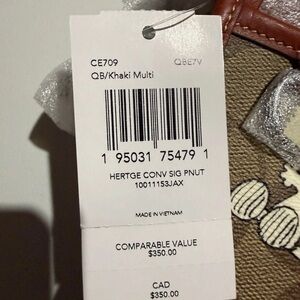 CE709 QBE7V
QB/Khaki Multi
1 95031 75479 1
HERTGE CONV SIG PNUT
10011153JAX
MADE IN VIETNAM
COMPARABLE VALUE
$350.00
CAD
$350.00